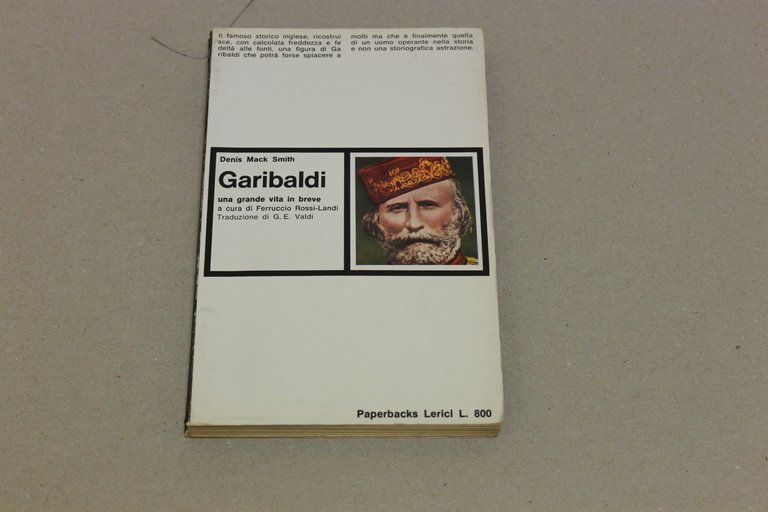 Il famoso storico inglese, ricostrui
sce, con calcolata freddezza e fe
deltà alle fonti, una figura di Ga
ribaldi che potrà forse spiacere a
molti ma che è finalmente quella
di un uomo operante nella storia
e non una storiografica astrazione.
Denis Mack Smith
Garibaldi
una grande vita in breve
a cura di Ferruccio Rossi-Landi
Traduzione di G. E. Valdi
Paperbacks Lerici L. 800